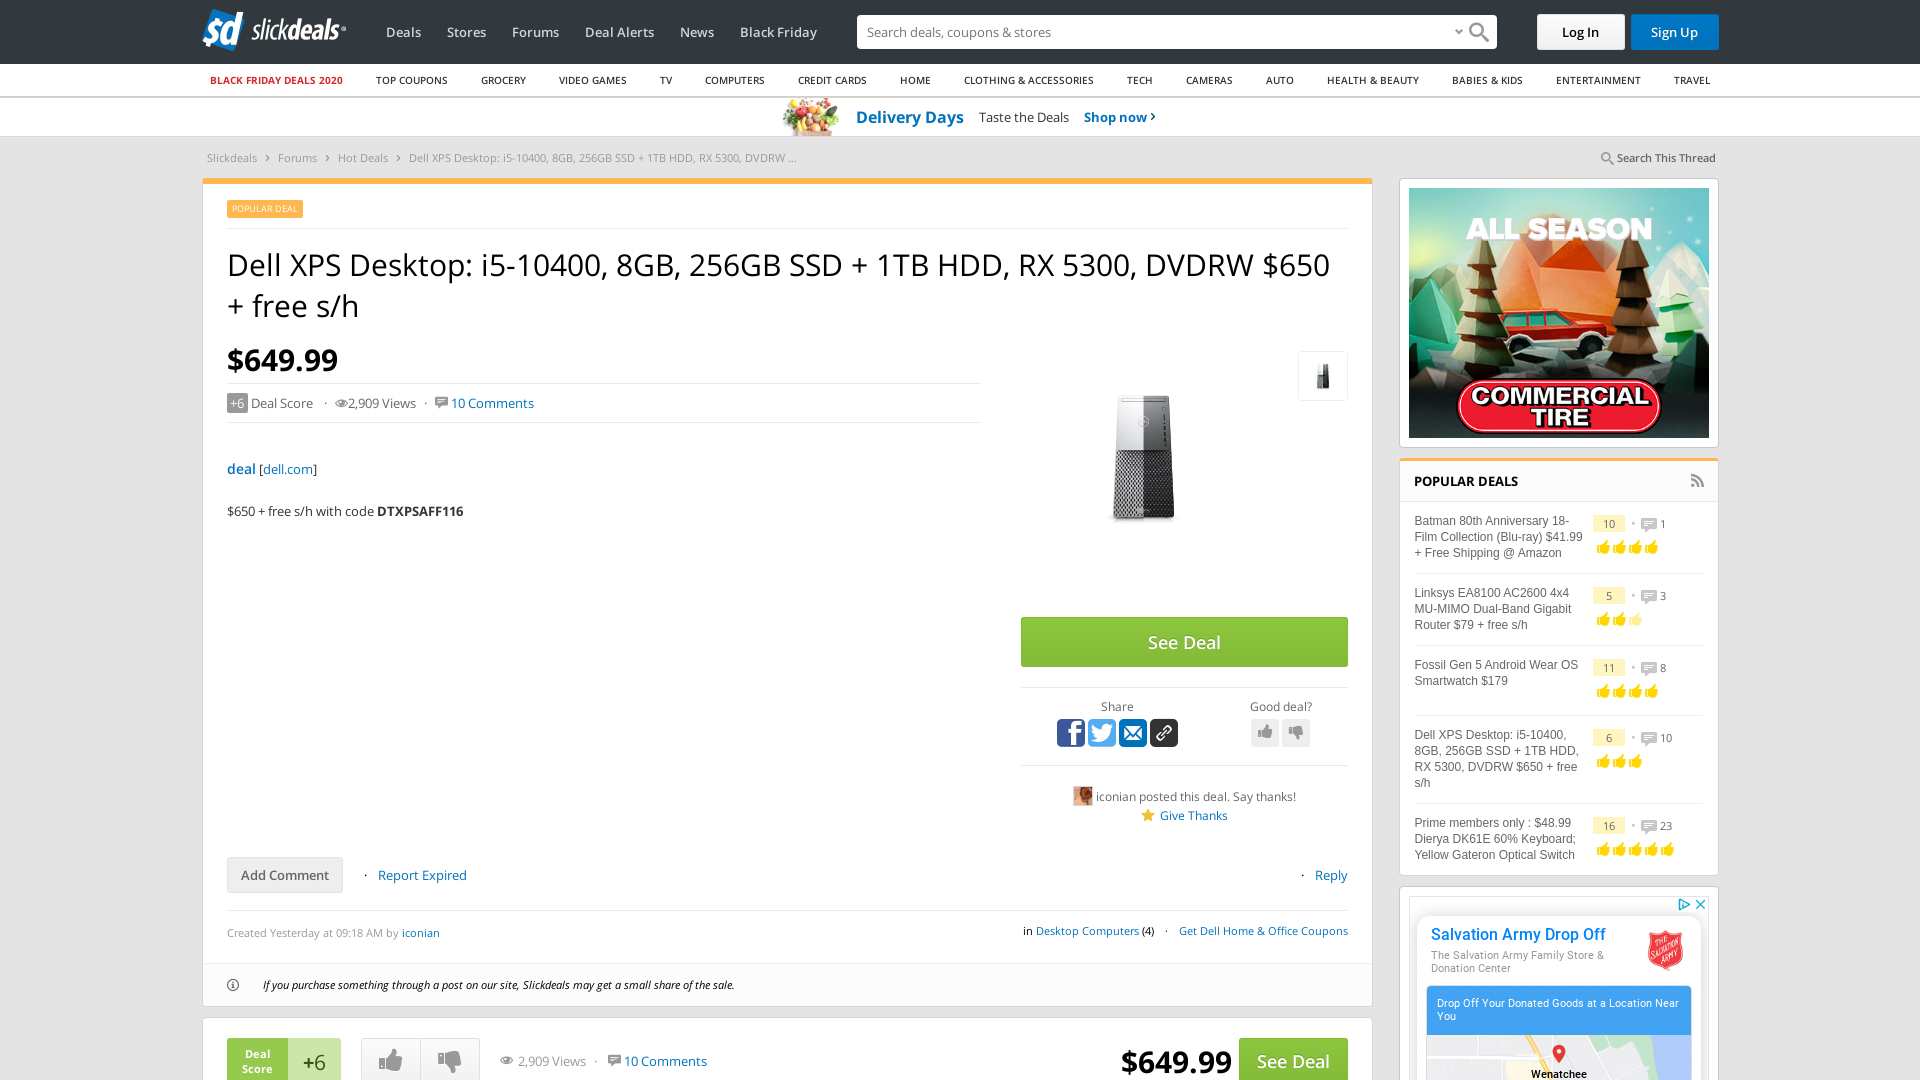 slickdeals
Deals
Stores
Forums
Deal Alerts
News
Black Friday
Search deals, coupons & stores
Log In
Sign Up
BLACK FRIDAY DEALS 2020
TOP COUPONS
GROCERY
VIDEO GAMES
TV
COMPUTERS
CREDIT CARDS
HOME
CLOTHING & ACCESSORIES
TECH
CAMERAS
AUTO
HEALTH & BEAUTY
BABIES & KIDS
ENTERTAINMENT
TRAVEL
Delivery Days Taste the Deals Shop now ›
Slickdeals › Forums › Hot Deals › Dell XPS Desktop: i5-10400, 8GB, 256GB SSD + 1TB HDD, RX 5300, DVDRW ...
Search This Thread
POPULAR DEAL
Dell XPS Desktop: i5-10400, 8GB, 256GB SSD + 1TB HDD, RX 5300, DVDRW $650
+ free s/h
$649.99
+6 Deal Score · 2,909 Views · 10 Comments
deal [dell.com]
$650 + free s/h with code DTXPSAFF116
See Deal
Share
Good deal?
iconian posted this deal. Say thanks!
Give Thanks
Add Comment · Report Expired
· Reply
Created Yesterday at 09:18 AM by iconian
in Desktop Computers (4) · Get Dell Home & Office Coupons
If you purchase something through a post on our site, Slickdeals may get a small share of the sale.
Deal
Score
+6
2,909 Views · 10 Comments
$649.99
See Deal
ALL SEASON
COMMERCIAL
TIRE
POPULAR DEALS
Batman 80th Anniversary 18-
Film Collection (Blu-ray) $41.99
+ Free Shipping @ Amazon
10 • 1
Linksys EA8100 AC2600 4x4
MU-MIMO Dual-Band Gigabit
Router $79 + free s/h
5 • 3
Fossil Gen 5 Android Wear OS
Smartwatch $179
11 • 8
Dell XPS Desktop: i5-10400,
8GB, 256GB SSD + 1TB HDD,
RX 5300, DVDRW $650 + free
s/h
6 • 10
Prime members only : $48.99
Dierya DK61E 60% Keyboard;
Yellow Gateron Optical Switch
16 • 23
Salvation Army Drop Off
The Salvation Army Family Store &
Donation Center
THE
SALVATION
ARMY
Drop Off Your Donated Goods at a Location Near
You
Wenatchee